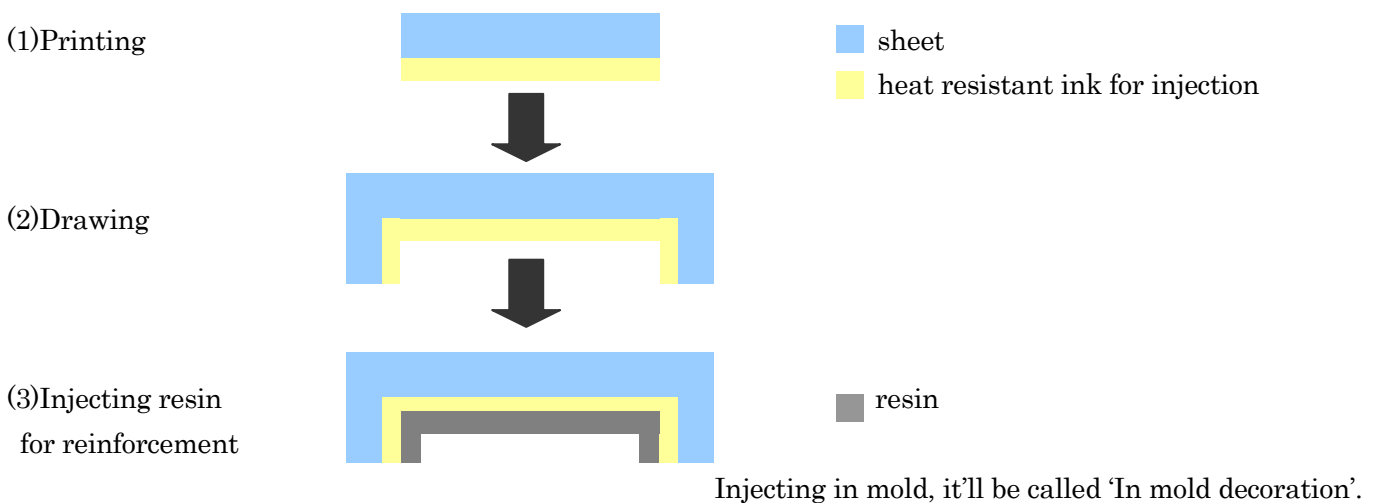 (1)Printing
sheet
heat resistant ink for injection
(2)Drawing
(3)Injecting resin
for reinforcement
resin
Injecting in mold, it’ll be called ‘In mold decoration’.